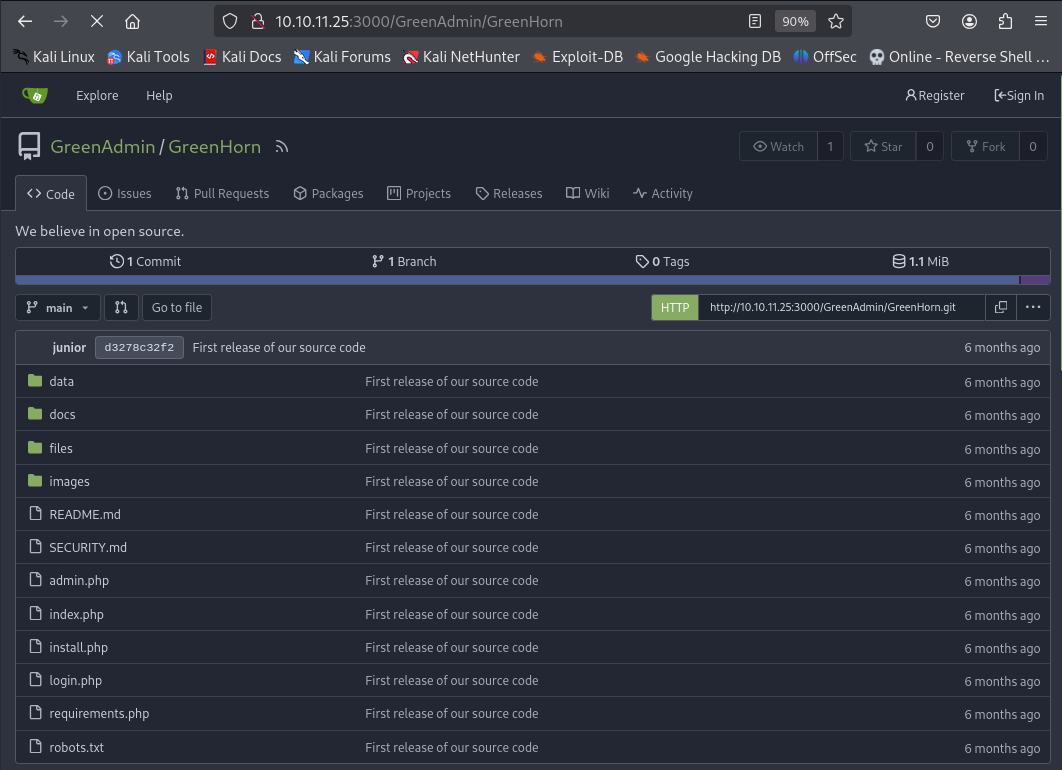 10.10.11.25:3000/GreenAdmin/GreenHorn 90%
Kali Linux Kali Tools Kali Docs Kali Forums Kali NetHunter Exploit-DB Google Hacking DB OffSec Online - Reverse Shell …
Explore Help Register Sign In
GreenAdmin / GreenHorn Watch 1 Star 0 Fork 0
Code Issues Pull Requests Packages Projects Releases Wiki Activity
We believe in open source.
1 Commit 1 Branch 0 Tags 1.1 MiB
main Go to file HTTP http://10.10.11.25:3000/GreenAdmin/GreenHorn.git
junior d3278c32f2 First release of our source code 6 months ago
data First release of our source code 6 months ago
docs First release of our source code 6 months ago
files First release of our source code 6 months ago
images First release of our source code 6 months ago
README.md First release of our source code 6 months ago
SECURITY.md First release of our source code 6 months ago
admin.php First release of our source code 6 months ago
index.php First release of our source code 6 months ago
install.php First release of our source code 6 months ago
login.php First release of our source code 6 months ago
requirements.php First release of our source code 6 months ago
robots.txt First release of our source code 6 months ago